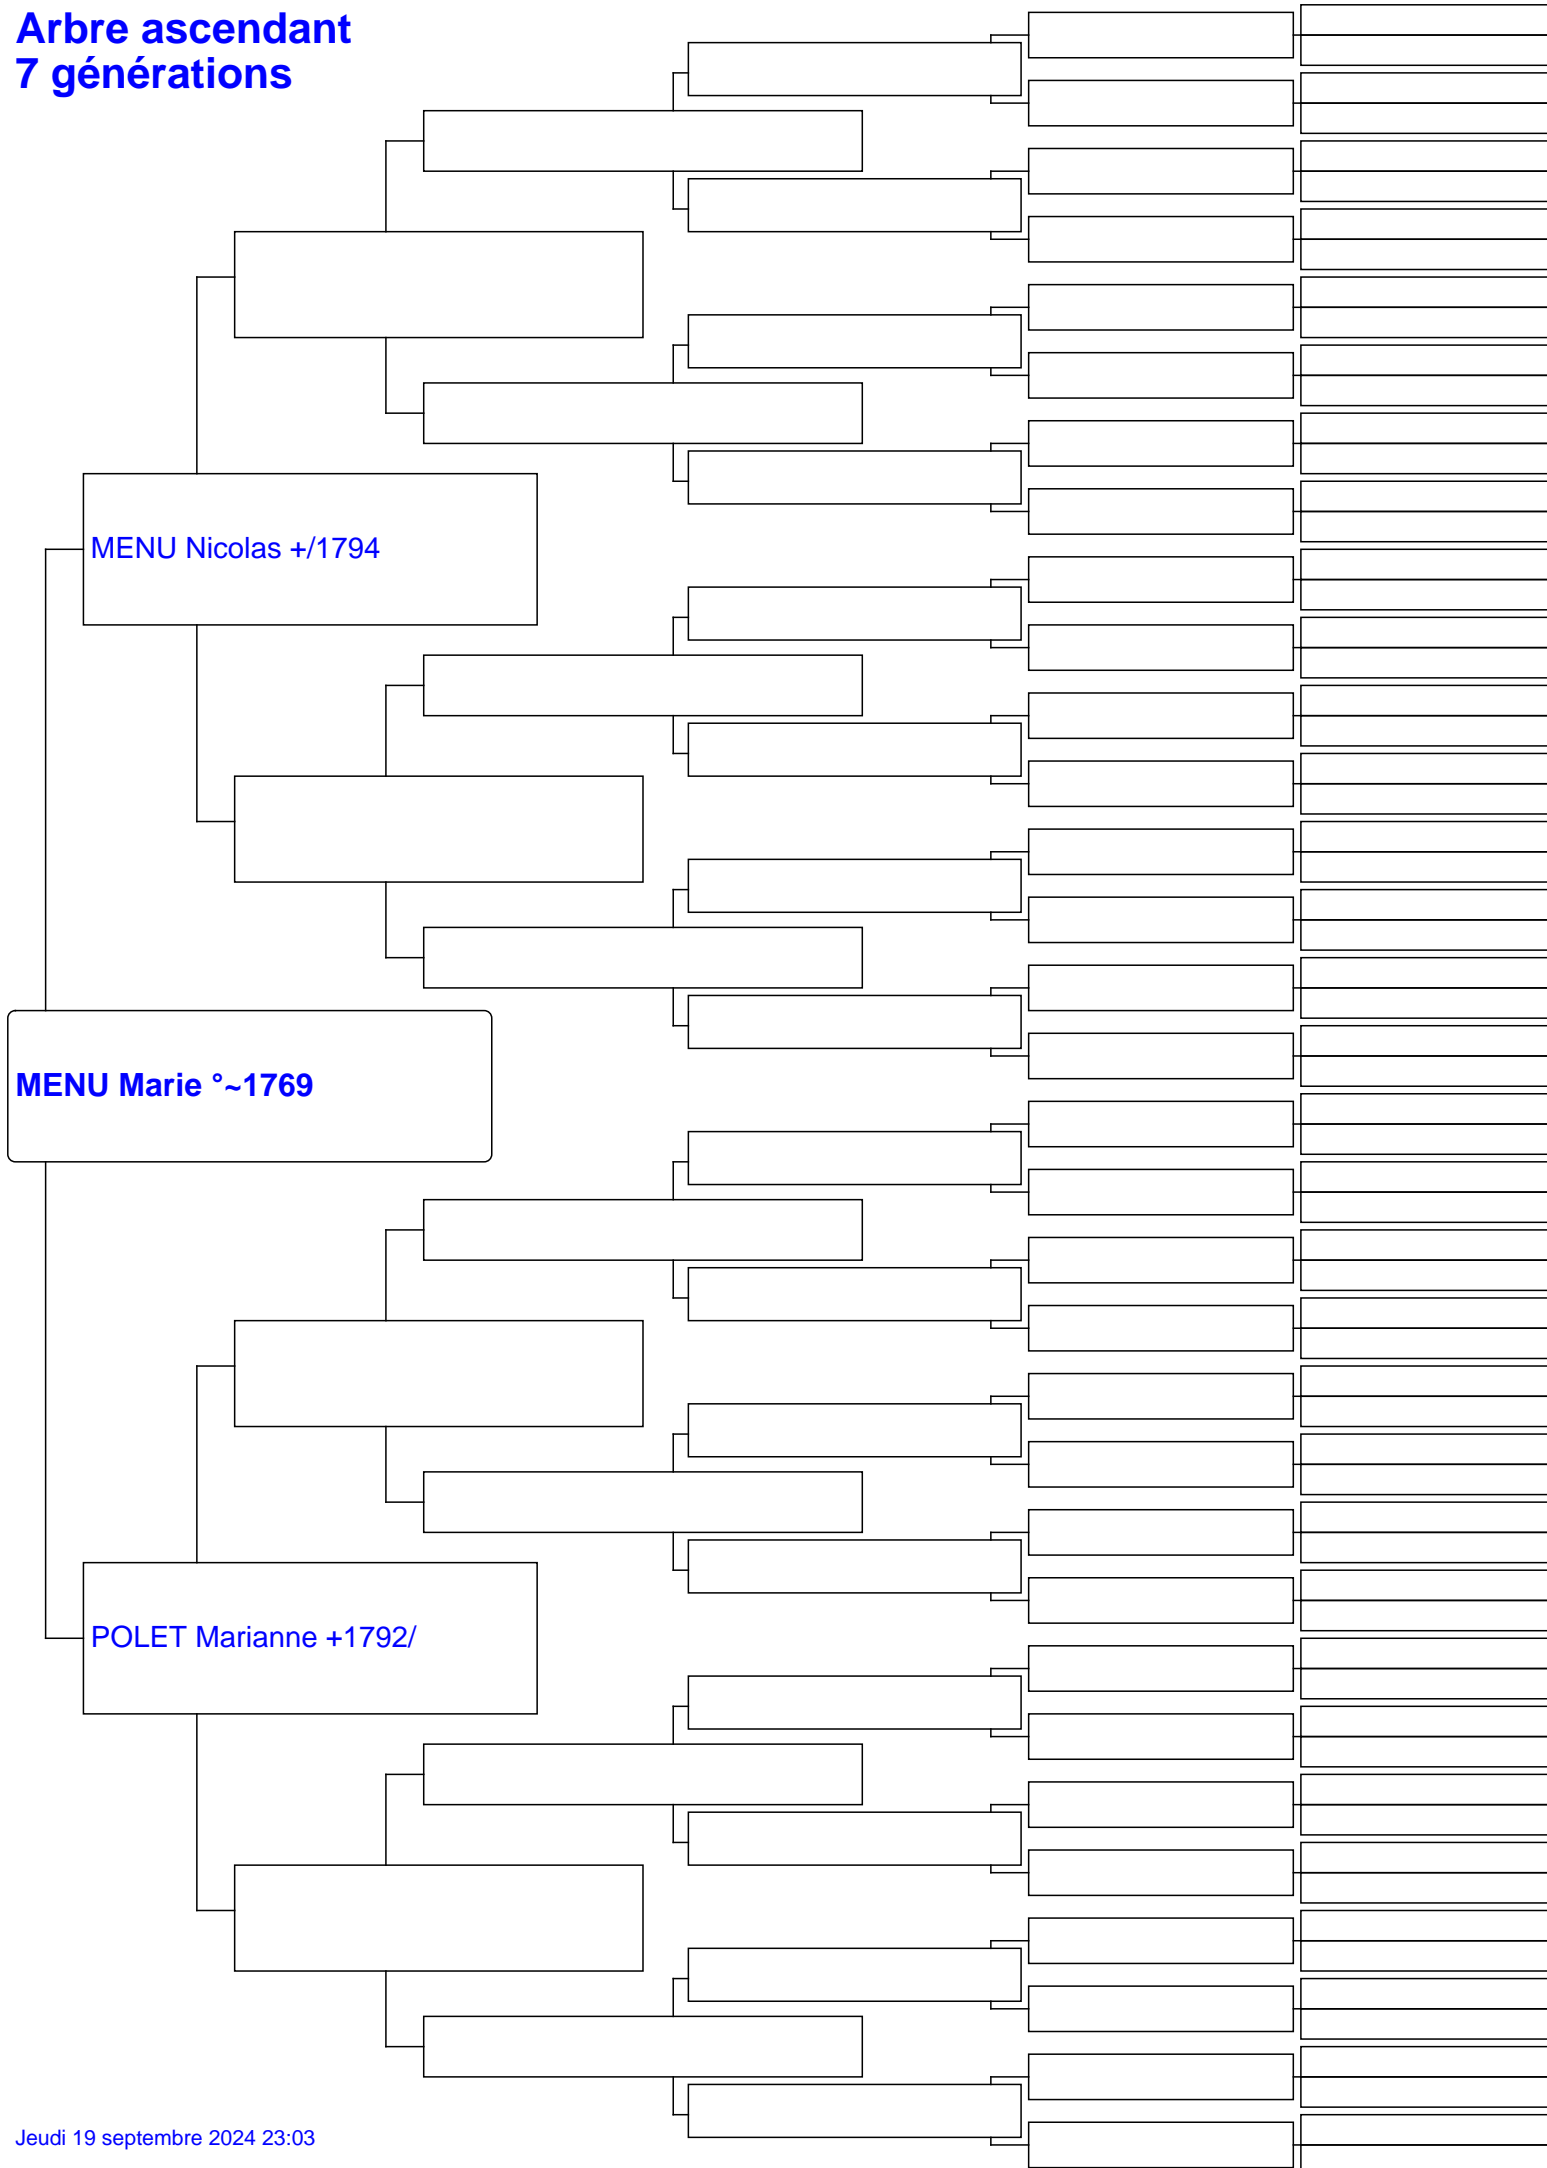 Arbre ascendant
7 générations
MENU Nicolas +/1794
MENU Marie °~1769
POLET Marianne +1792/
Jeudi 19 septembre 2024 23:03